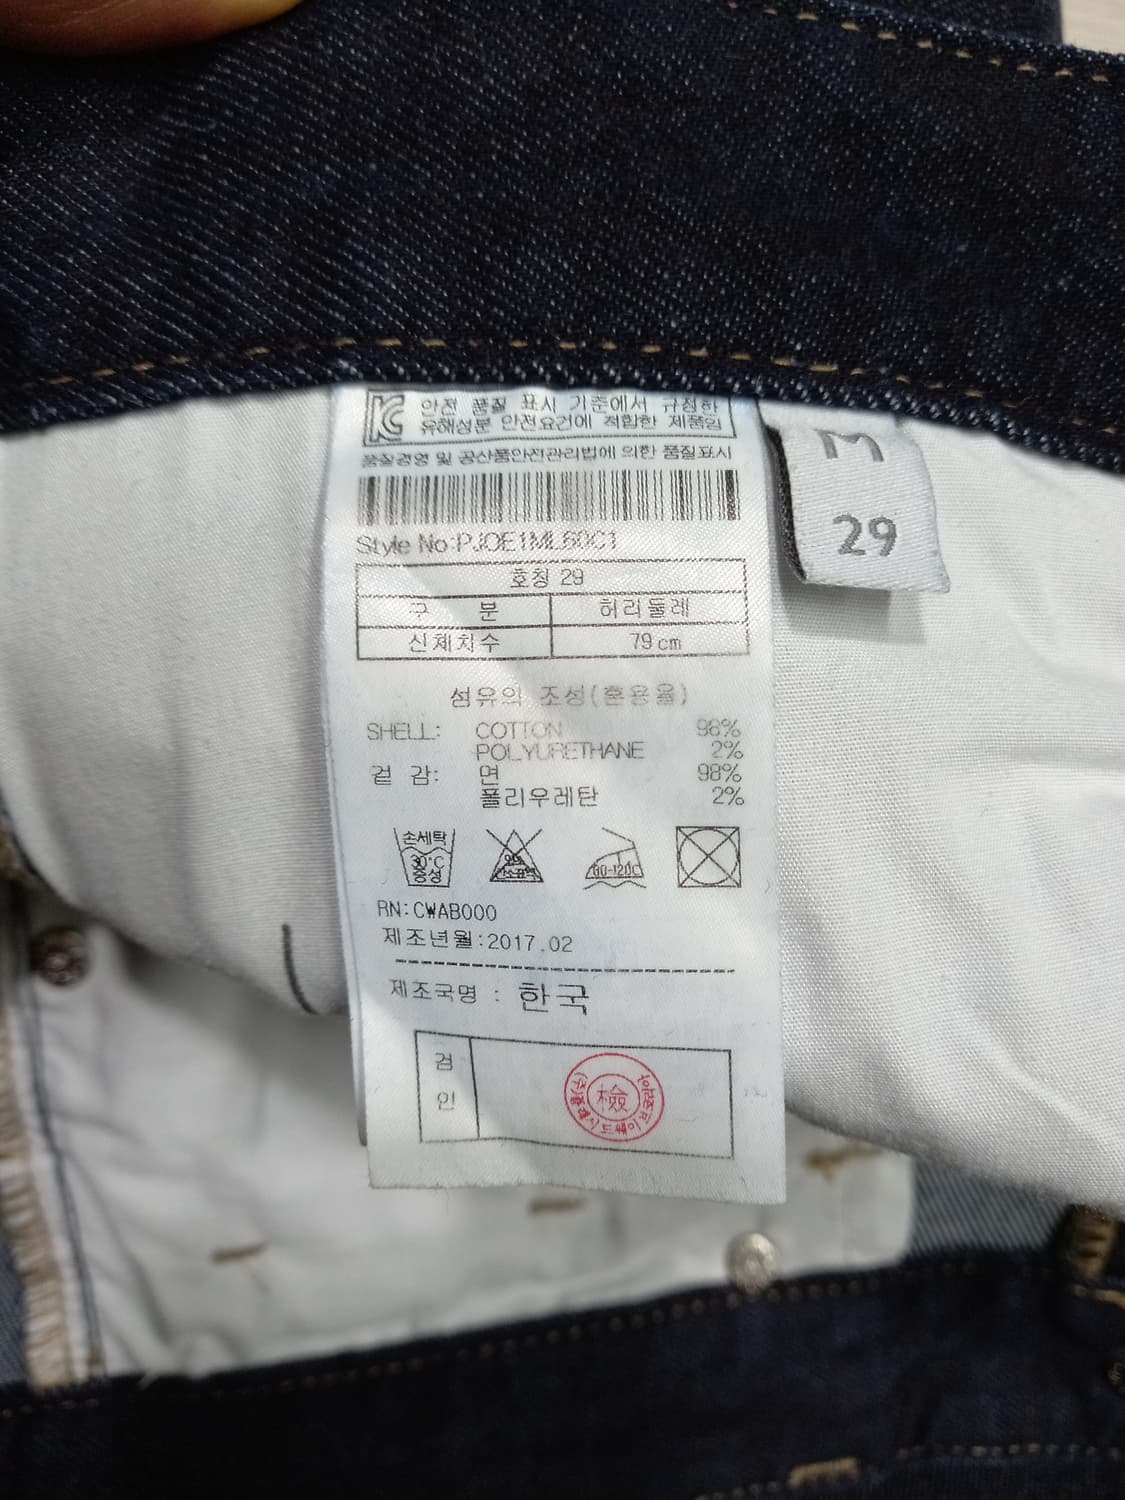 안전 품질 표시 기준에서 규정한
유해성분 안전요건에 적합한 제품임
품질경영 및 공산품안전관리법에 의한 품질표시
Style No:PJOE1ML60C1
호칭 29
구 분 허리둘레
신체치수 79cm
섬유의 조성(혼용율)
SHELL: COTTON 98%
POLYURETHANE 2%
겉 감: 면 98%
폴리우레탄 2%
손세탁
30°C
중성
80-120C
RN:CWAB000
제조년월:2017.02
제조국명 : 한국
검
인
檢
M
29